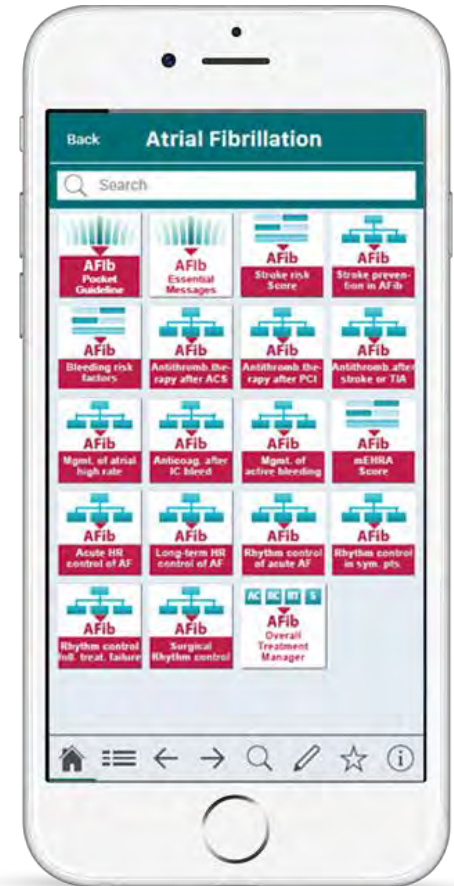 Back
Atrial Fibrillation
Search
AFib
Pocket
Guideline
AFib
Essential
Messages
AFib
Stroke risk
Score
AFib
Stroke preven-
tion in AFib
AFib
Bleeding risk
factors
AFib
Antithromb.the-
rapy after ACS
AFib
Antithromb.the-
rapy after PCI
AFib
Antithromb.after
stroke or TIA
AFib
Mgmt. of atrial
high rate
AFib
Anticoag. after
IC bleed
AFib
Mgmt. of
active bleeding
AFib
mEHRA
Score
AFib
Acute HR
control of AF
AFib
Long-term HR
control of AF
AFib
Rhythm control
of acute AF
AFib
Rhythm control
in sym. pts.
AFib
Rhythm control
foll. treat. failure
AFib
Surgical
Rhythm control
AC RC RT S
AFib
Overall
Treatment
Manager